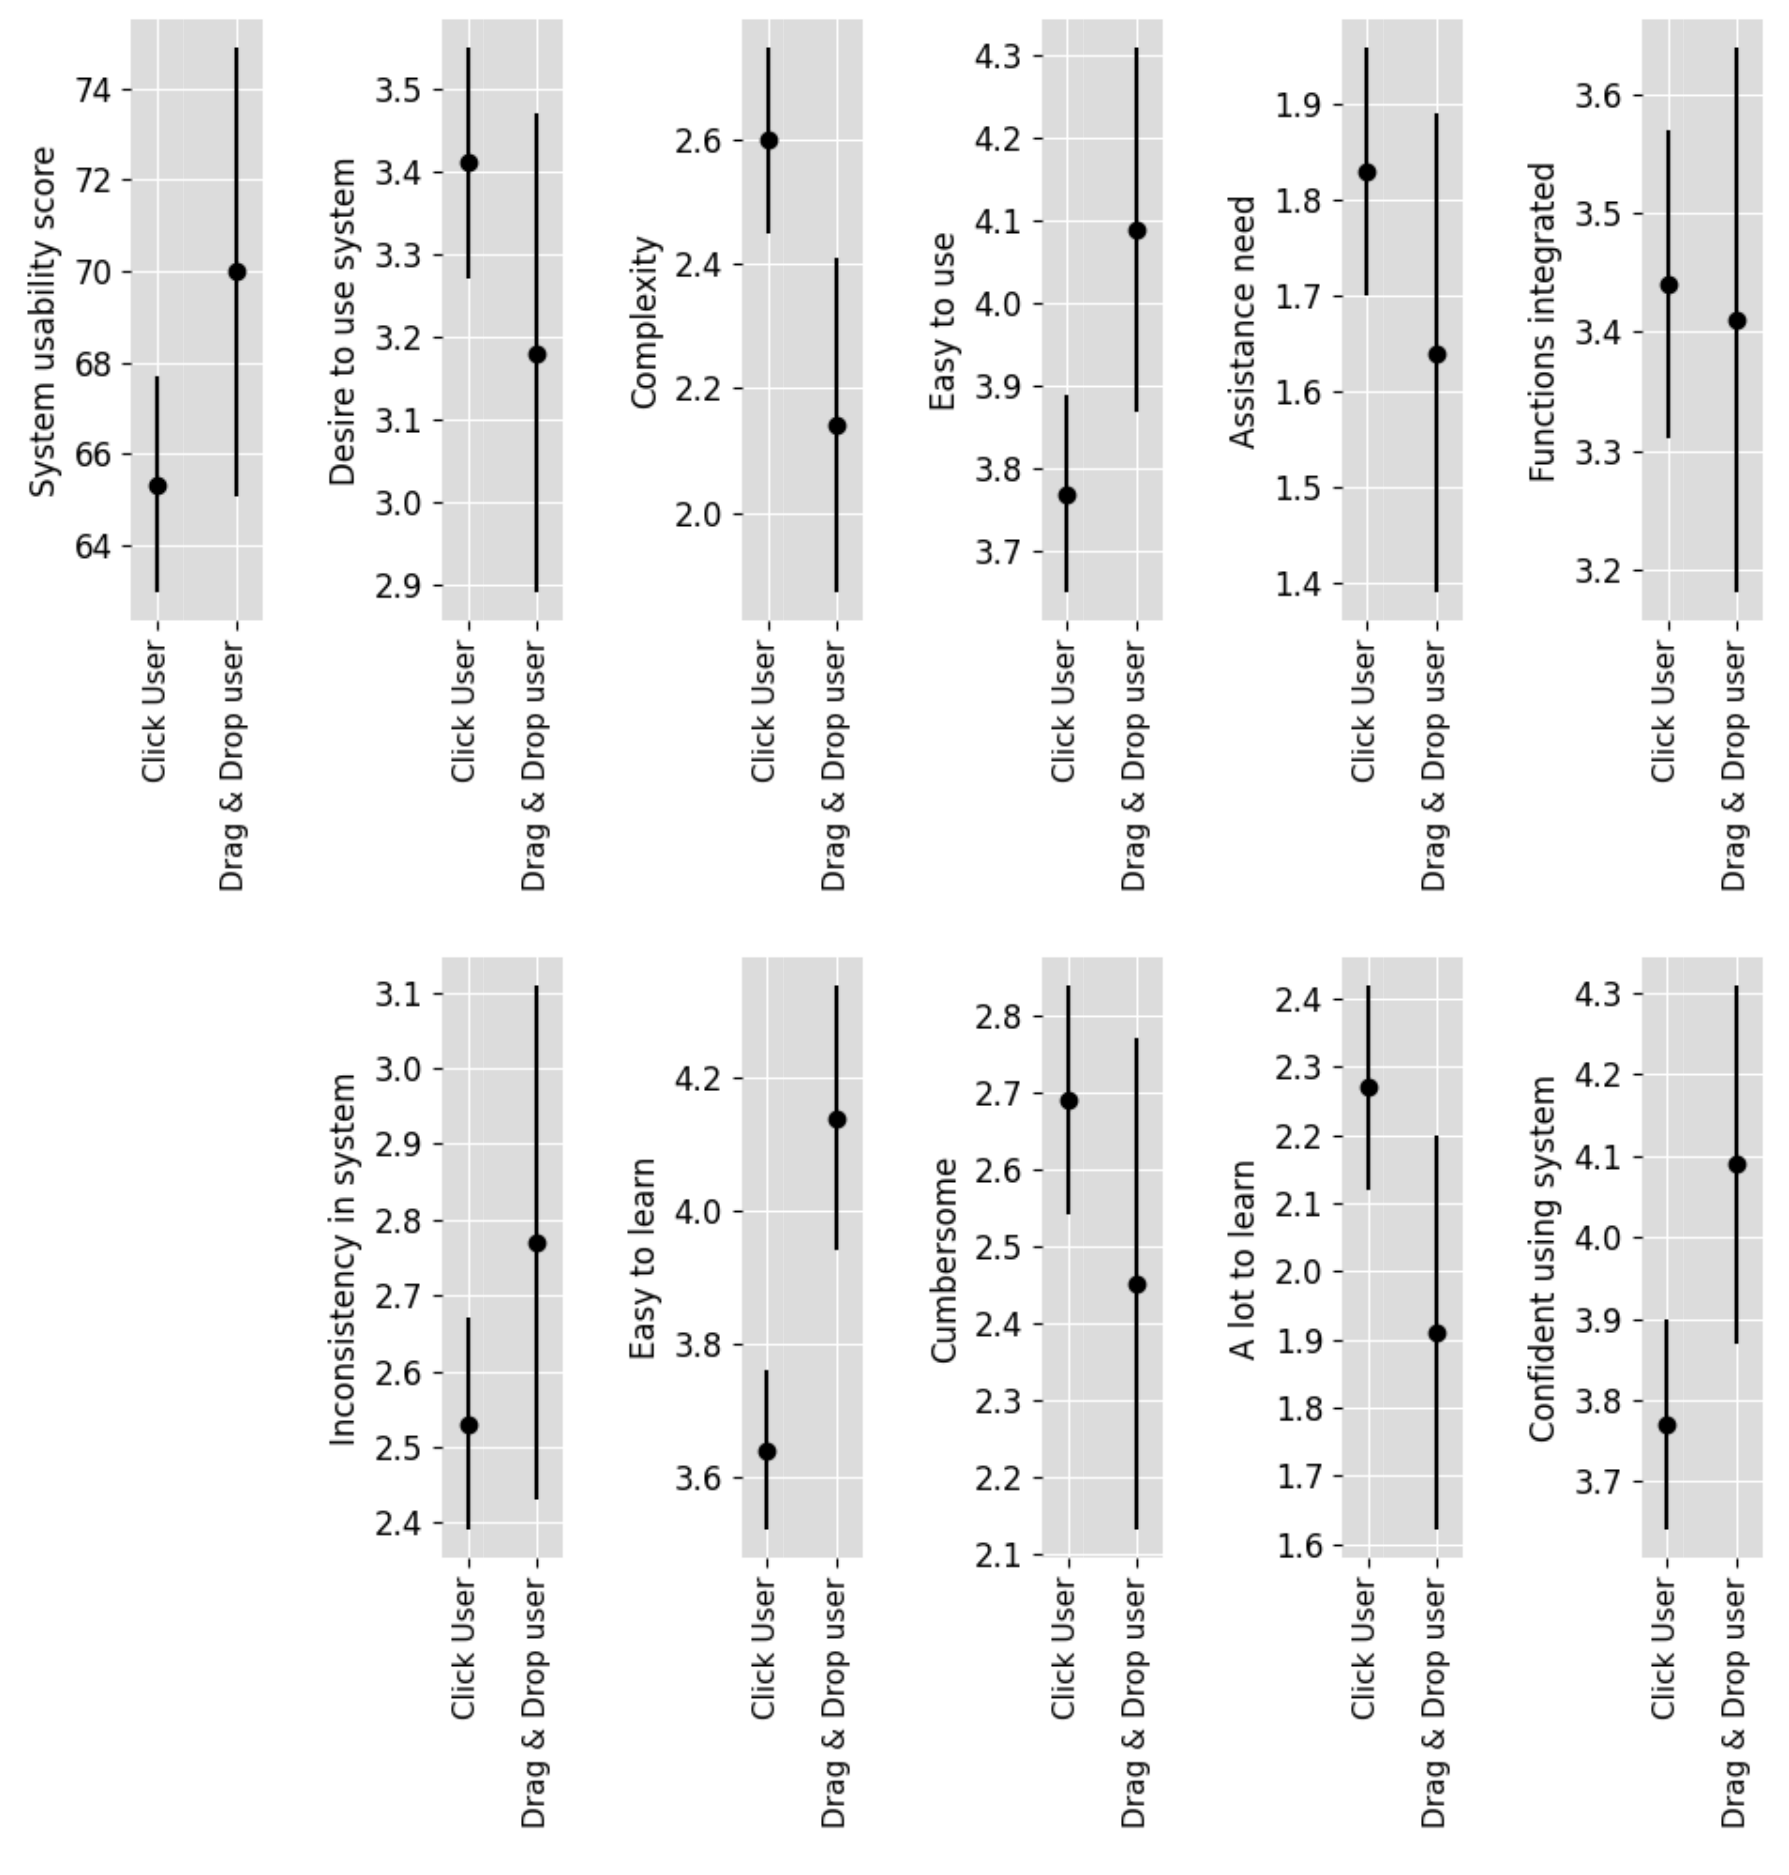 System usability score
74
72
70
68
66
64
Click User
Drag & Drop user
Desire to use system
3.5
3.4
3.3
3.2
3.1
3.0
2.9
Click User
Drag & Drop user
Complexity
2.6
2.4
2.2
2.0
Click User
Drag & Drop user
Easy to use
4.3
4.2
4.1
4.0
3.9
3.8
3.7
Click User
Drag & Drop user
Assistance need
1.9
1.8
1.7
1.6
1.5
1.4
Click User
Drag & Drop user
Functions integrated
3.6
3.5
3.4
3.3
3.2
Click User
Drag & Drop user
Inconsistency in system
3.1
3.0
2.9
2.8
2.7
2.6
2.5
2.4
Click User
Drag & Drop user
Easy to learn
4.2
4.0
3.8
3.6
Click User
Drag & Drop user
Cumbersome
2.8
2.7
2.6
2.5
2.4
2.3
2.2
2.1
Click User
Drag & Drop user
A lot to learn
2.4
2.3
2.2
2.1
2.0
1.9
1.8
1.7
1.6
Click User
Drag & Drop user
Confident using system
4.3
4.2
4.1
4.0
3.9
3.8
3.7
Click User
Drag & Drop user